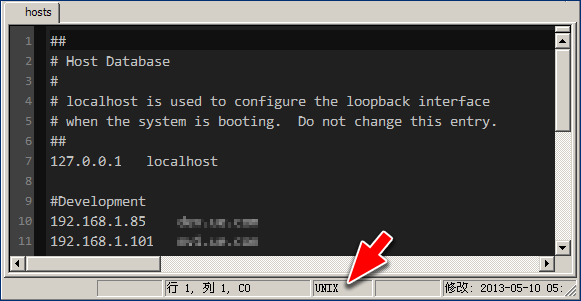 hosts
1 ##
2 # Host Database
3 #
4 # localhost is used to configure the loopback interface
5 # when the system is booting.  Do not change this entry.
6 ##
7 127.0.0.1   localhost
8
9 #Development
10 192.168.1.85
11 192.168.1.101
行 1, 列 1, C0 UNIX 修改: 2013-05-10 05: